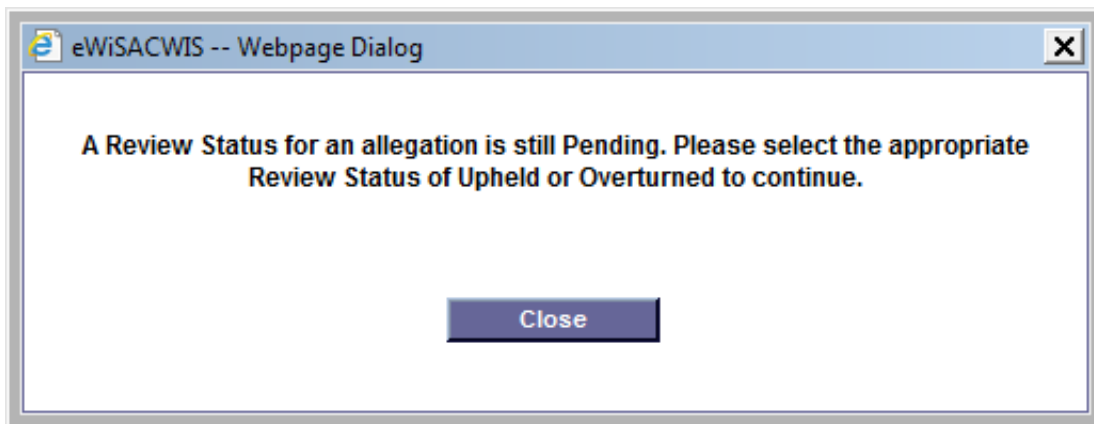 eWiSACWIS -- Webpage Dialog
A Review Status for an allegation is still Pending. Please select the appropriate
Review Status of Upheld or Overturned to continue.
Close